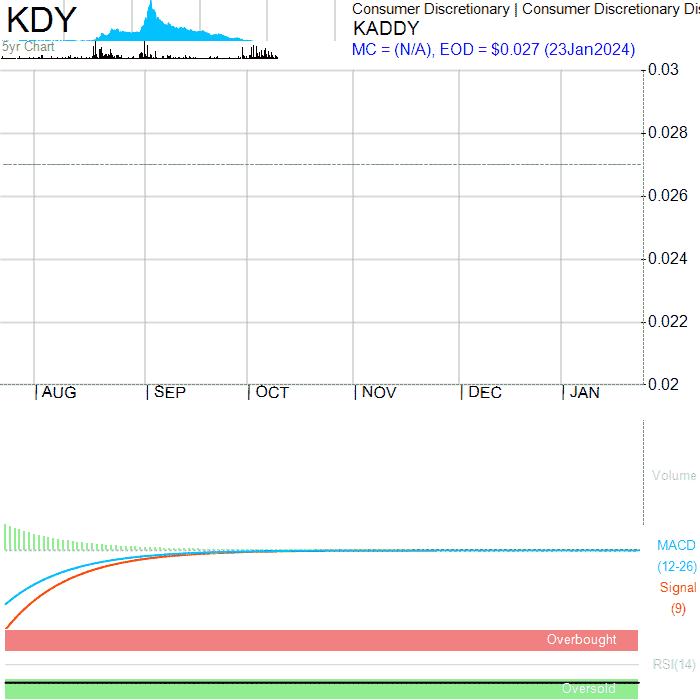 KDY
Consumer Discretionary | Consumer Discretionary Dis
KADDY
MC = (N/A), EOD = $0.027 (23Jan2024)
5yr Chart
0.03
0.028
0.026
0.024
0.022
0.02
| AUG | SEP | OCT | NOV | DEC | JAN
Volume
MACD
(12-26)
Signal
(9)
Overbought
RSI(14)
Oversold